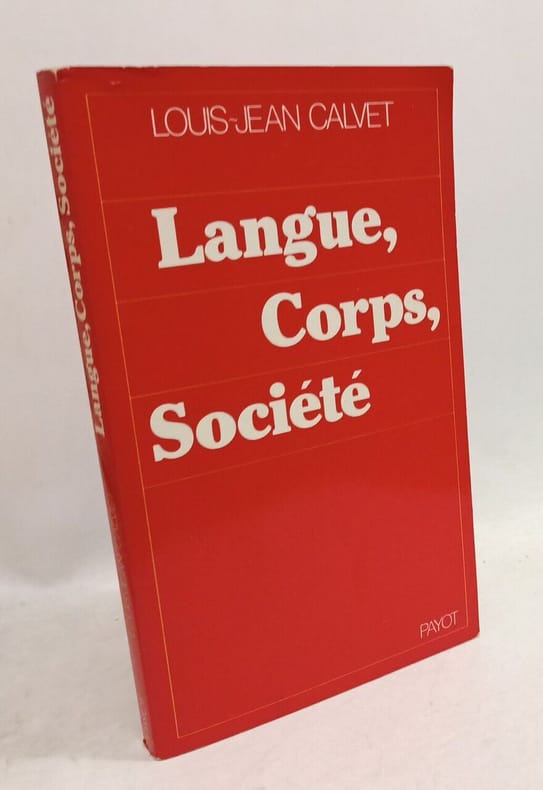 LOUIS-JEAN CALVET
Langue,
Corps,
Société
PAYOT
Langue, Corps, Société